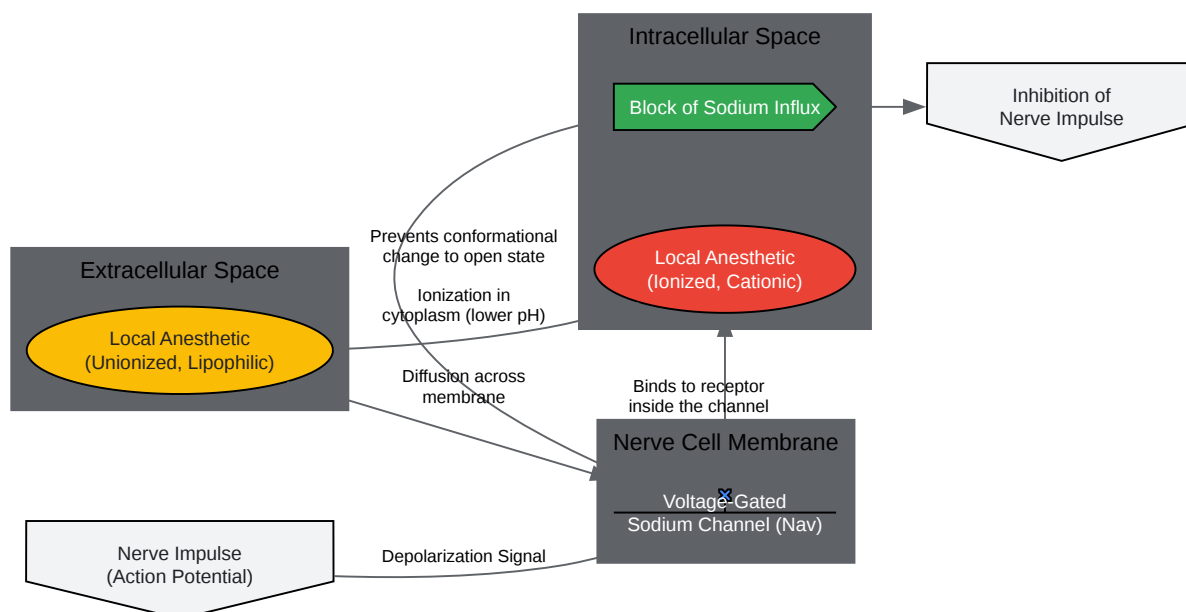 Intracellular Space
Block of Sodium Influx
Inhibition of
Nerve Impulse
Prevents conformational
change to open state
Local Anesthetic
(Ionized, Cationic)
Extracellular Space
Ionization in
cytoplasm (lower pH)
Local Anesthetic
(Unionized, Lipophilic)
Diffusion across
membrane
Binds to receptor
inside the channel
Nerve Cell Membrane
Voltage-Gated
Sodium Channel (Nav)
Nerve Impulse
(Action Potential)
Depolarization Signal